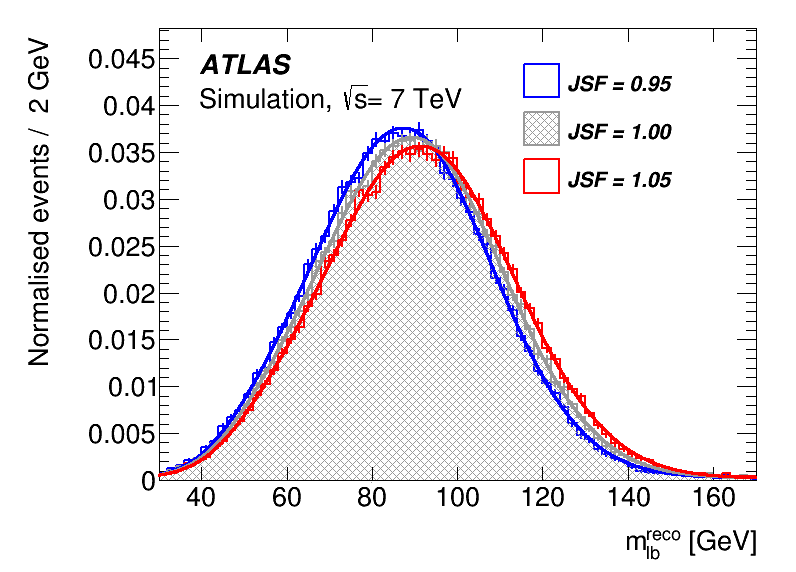 Normalised events / 2 GeV
0.045
0.04
0.035
0.03
0.025
0.02
0.015
0.01
0.005
0
ATLAS
Simulation, √s= 7 TeV
JSF = 0.95
JSF = 1.00
JSF = 1.05
40 60 80 100 120 140 160
m_lb^reco [GeV]